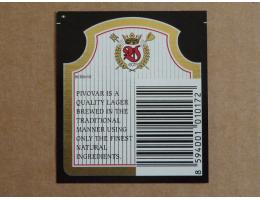 PIVOVAR IS A
QUALITY LAGER
BREWED IN THE
TRADITIONAL
MANNER USING
ONLY THE FINEST
NATURAL
INGREDIENTS.
8 594001 010172